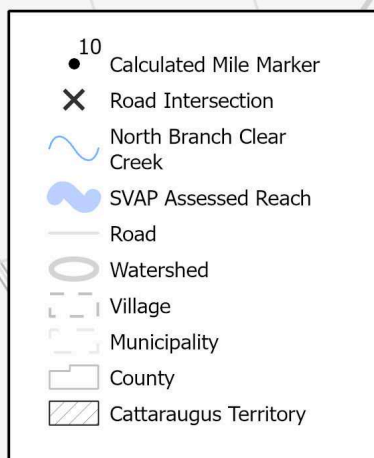 10
Calculated Mile Marker
Road Intersection
North Branch Clear
Creek
SVAP Assessed Reach
Road
Watershed
Village
Municipality
County
Cattaraugus Territory